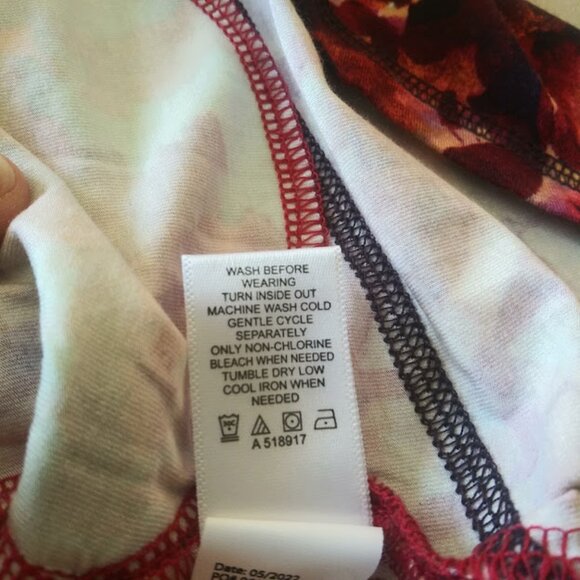 WASH BEFORE
WEARING
TURN INSIDE OUT
MACHINE WASH COLD
GENTLE CYCLE
SEPARATELY
ONLY NON-CHLORINE
BLEACH WHEN NEEDED
TUMBLE DRY LOW
COOL IRON WHEN
NEEDED
A 518917
Date: 05/2022